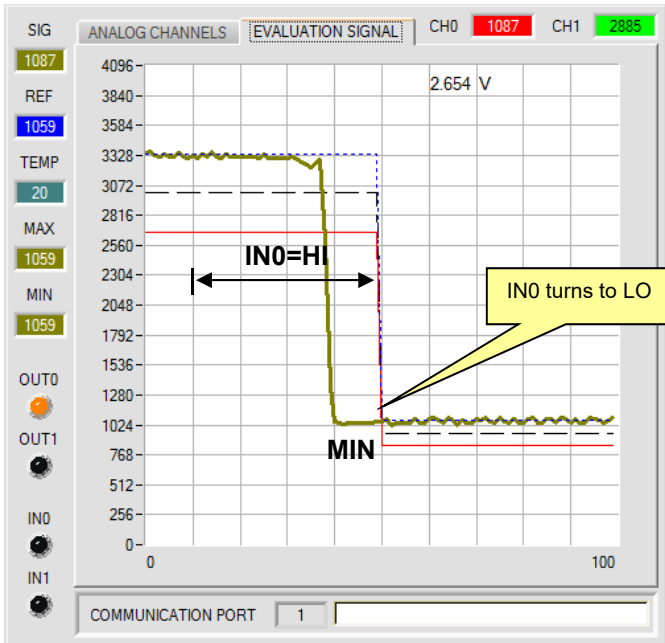 SIG
1087
REF
1059
TEMP
20
MAX
1059
MIN
1059
OUT0
OUT1
IN0
IN1
ANALOG CHANNELS
EVALUATION SIGNAL
CH0 1087
CH1 2885
2.654 V
4096
3840
3584
3328
3072
2816
2560
2304
2048
1792
1536
1280
1024
768
512
256
0
IN0=HI
IN0 turns to LO
MIN
0 100
COMMUNICATION PORT 1